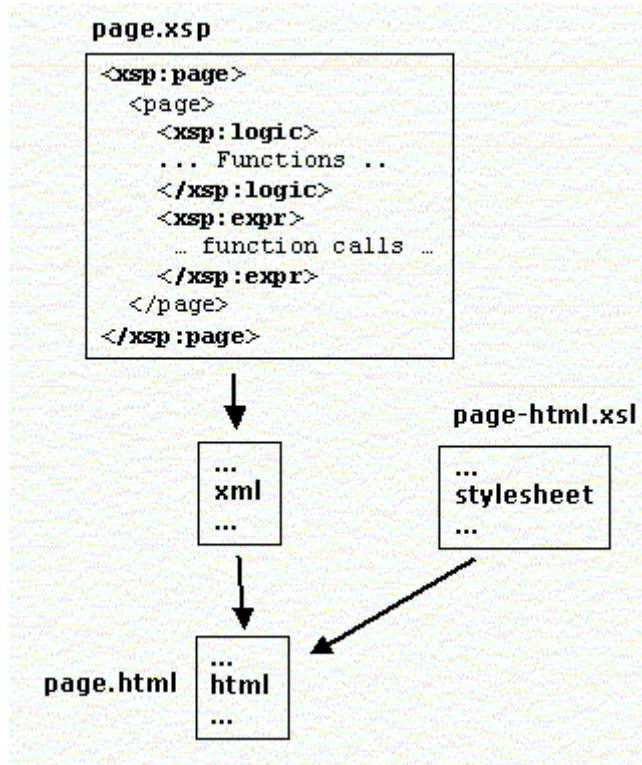 page.xsp
<xsp:page>
<page>
<xsp:logic>
... Functions ..
</xsp:logic>
<xsp:expr>
… function calls …
</xsp:expr>
</page>
</xsp:page>
page-html.xsl
...
xml
...
...
stylesheet
...
page.html
...
html
...